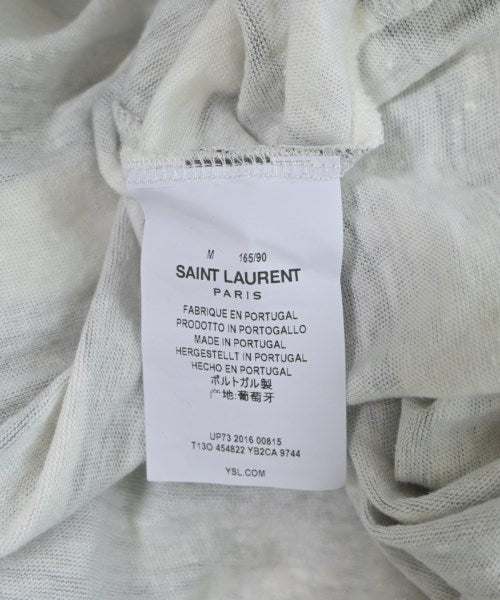 M 165/90
SAINT LAURENT
PARIS
FABRIQUE EN PORTUGAL
PRODOTTO IN PORTOGALLO
MADE IN PORTUGAL
HERGESTELLT IN PORTUGAL
HECHO EN PORTUGAL
ポルトガル製
产地:葡萄牙
UP73 2016 00815
T13O 454822 YB2CA 9744
YSL.COM